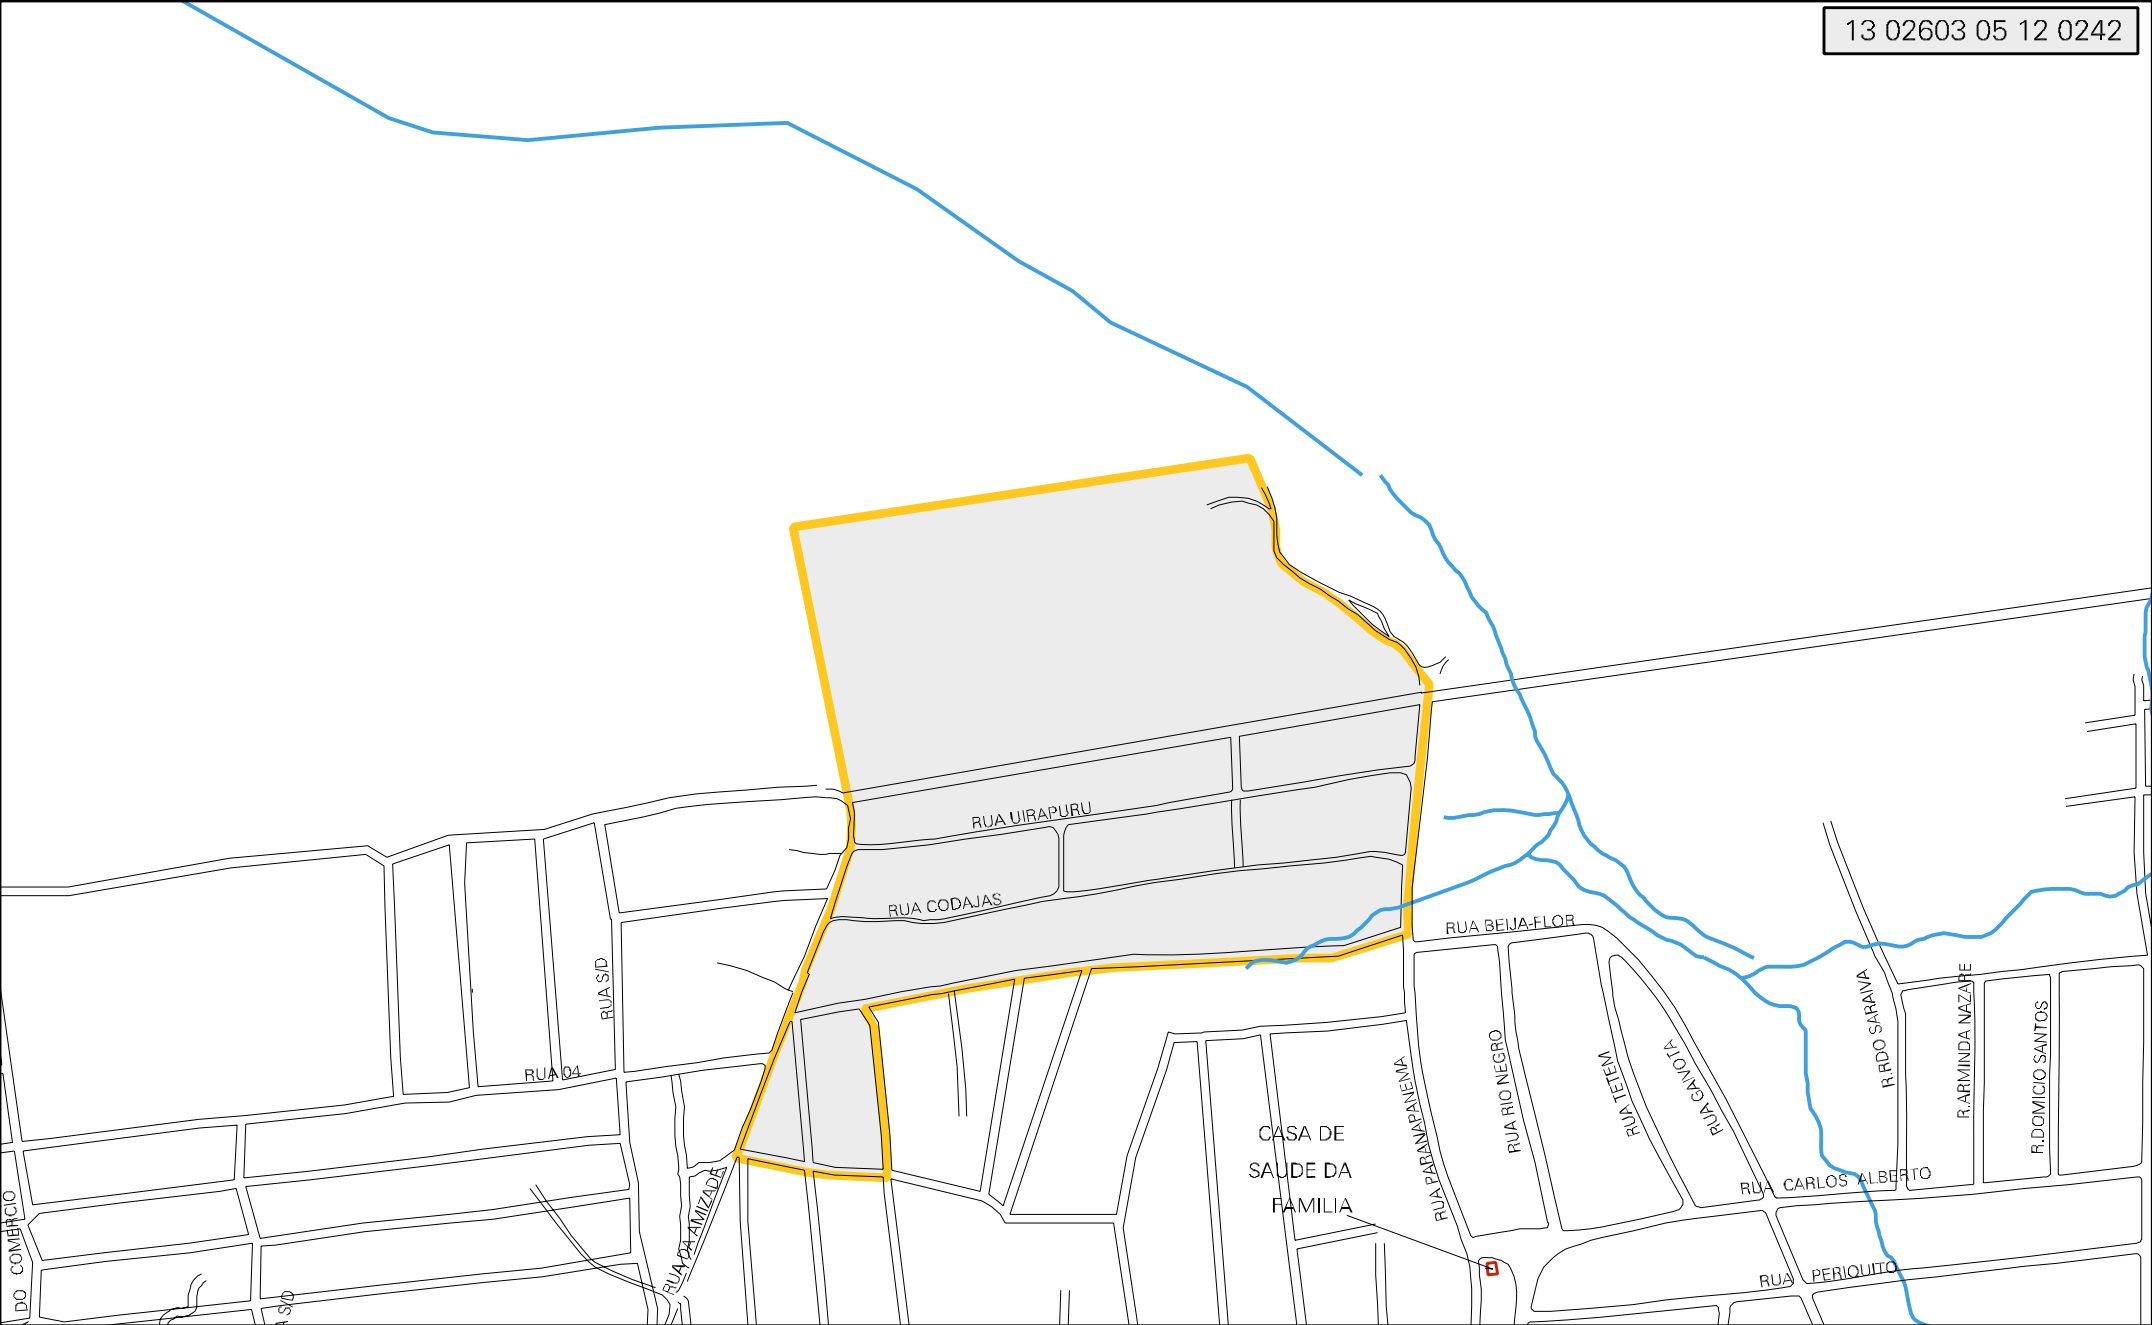 13 02603 05 12 0242
RUA UIRAPURU
RUA CODAJAS
RUA BEIJA-FLOR
RUA S/D
RUA 04
RUA DA AMIZADE
DO COMERCIO
S/D
CASA DE
SAUDE DA
FAMILIA
RUA PARANAPANEMA
RUA RIO NEGRO
RUA TETEM
RUA GAIVOTA
R.RDO SARAIVA
R.ARMINDA NAZARE
R.DOMICIO SANTOS
RUA CARLOS ALBERTO
RUA PERIQUITO